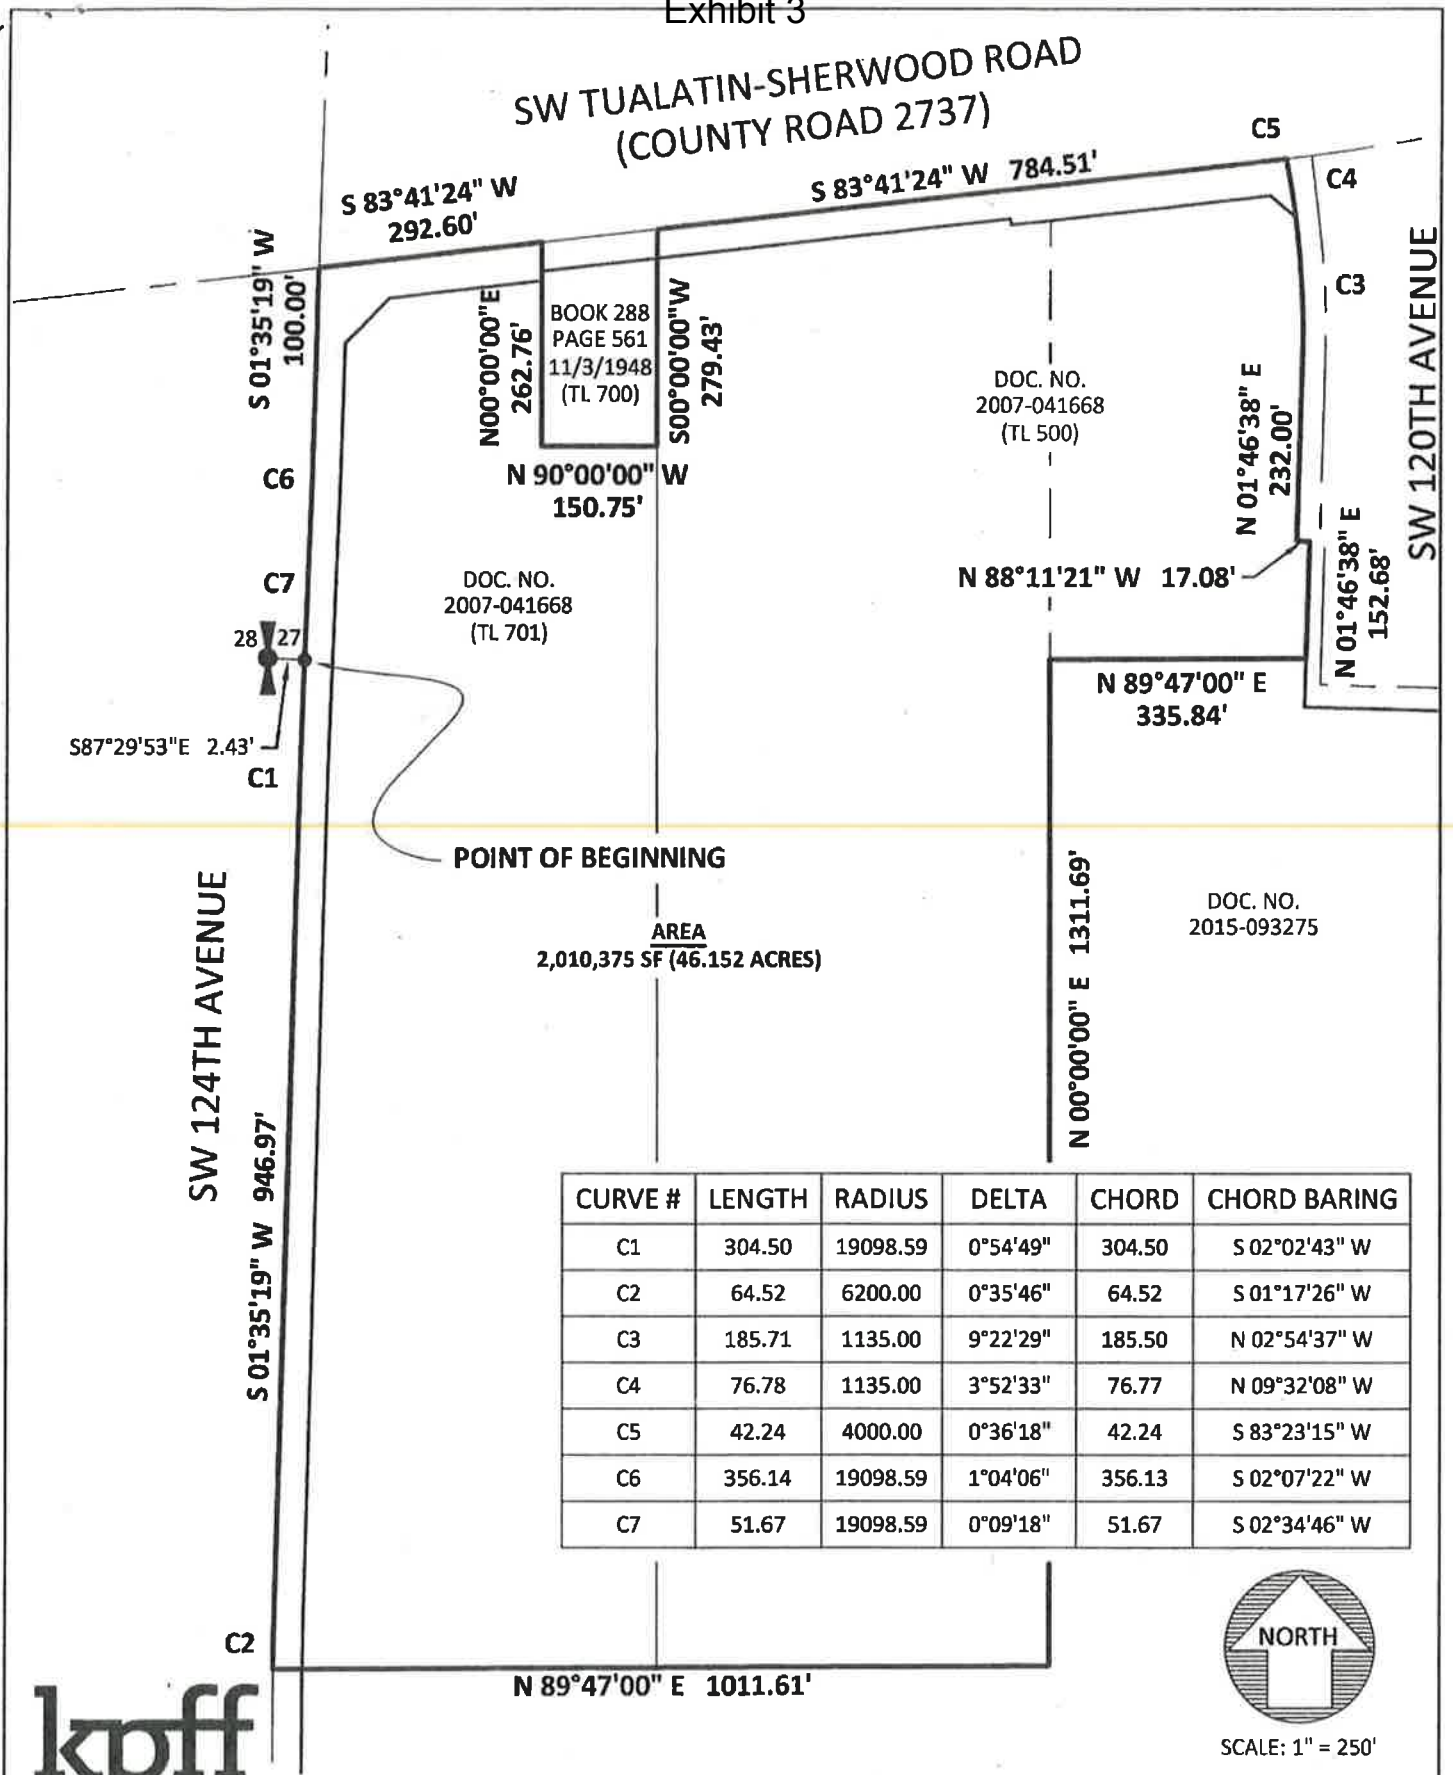 Exhibit 3
SW TUALATIN-SHERWOOD ROAD
(COUNTY ROAD 2737)
C5
S 83°41'24" W
292.60'
S 83°41'24" W 784.51'
C4
S 01°35'19" W
100.00'
C3
SW 120TH AVENUE
N00°00'00"E
262.76'
BOOK 288
PAGE 561
11/3/1948
(TL 700)
S00°00'00"W
279.43'
DOC. NO.
2007-041668
(TL 500)
N 01°46'38" E
232.00'
C6
N 90°00'00" W
150.75'
N 01°46'38" E
152.68'
C7
DOC. NO.
2007-041668
(TL 701)
N 88°11'21" W 17.08'
28 27
N 89°47'00" E
335.84'
S87°29'53"E 2.43'
C1
POINT OF BEGINNING
SW 124TH AVENUE
AREA
2,010,375 SF (46.152 ACRES)
N 00°00'00" E 1311.69'
DOC. NO.
2015-093275
S 01°35'19" W 946.97'
CURVE # LENGTH RADIUS DELTA CHORD CHORD BARING
C1 304.50 19098.59 0°54'49" 304.50 S 02°02'43" W
C2 64.52 6200.00 0°35'46" 64.52 S 01°17'26" W
C3 185.71 1135.00 9°22'29" 185.50 N 02°54'37" W
C4 76.78 1135.00 3°52'33" 76.77 N 09°32'08" W
C5 42.24 4000.00 0°36'18" 42.24 S 83°23'15" W
C6 356.14 19098.59 1°04'06" 356.13 S 02°07'22" W
C7 51.67 19098.59 0°09'18" 51.67 S 02°34'46" W
C2
N 89°47'00" E 1011.61'
NORTH
kpff
SCALE: 1" = 250'